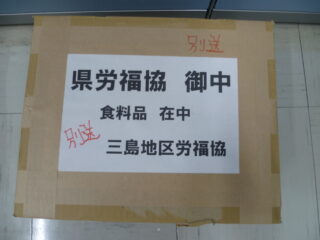 別送
県労福協 御中
食料品 在中
別送
三島地区労福協